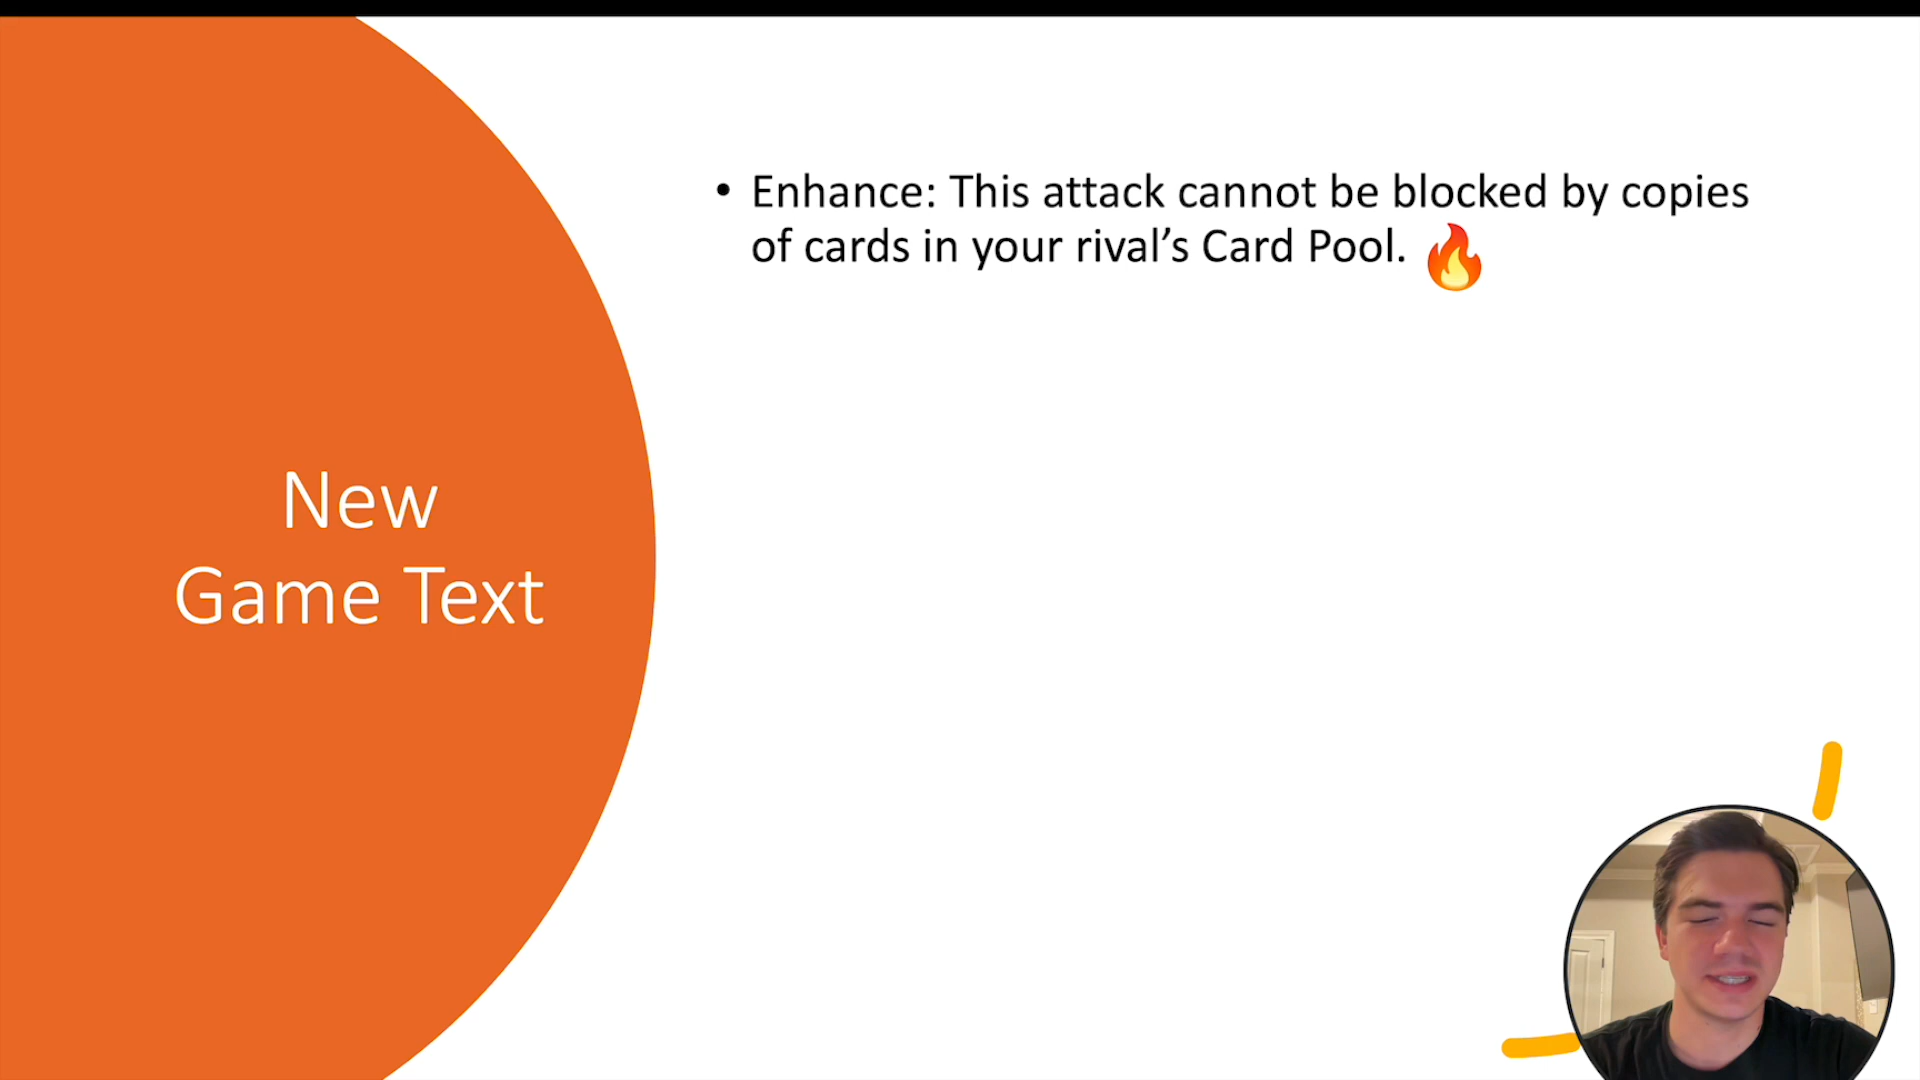 New
Game Text
• Enhance: This attack cannot be blocked by copies
of cards in your rival’s Card Pool. 🔥